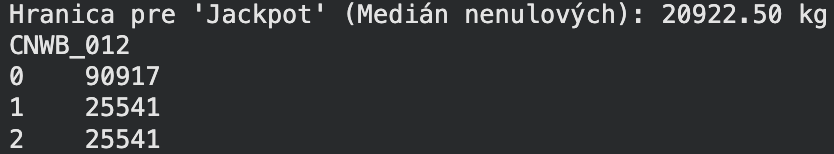 Hranica pre 'Jackpot' (Medián nenulových): 20922.50 kg
CNWB_012
0    90917
1    25541
2    25541